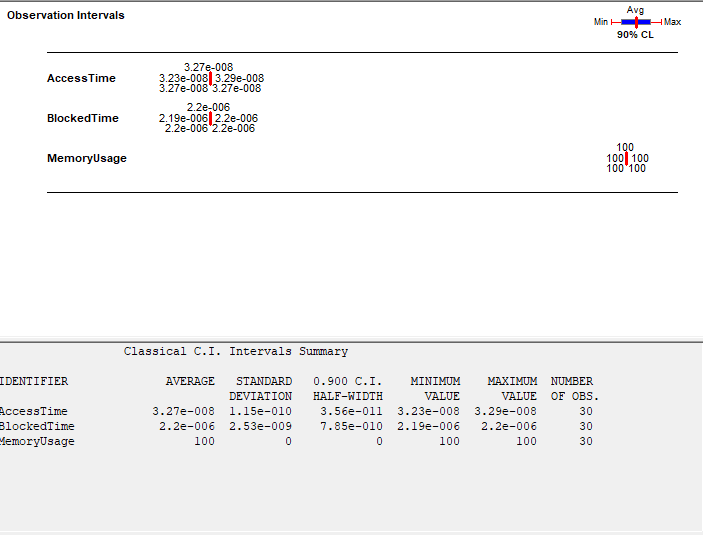 Observation Intervals
Avg
Min Max
90% CL
3.27e-008
AccessTime 3.23e-008 3.29e-008
3.27e-008 3.27e-008
2.2e-006
BlockedTime 2.19e-006 2.2e-006
2.2e-006 2.2e-006
100
MemoryUsage 100 100
100 100
Classical C.I. Intervals Summary
IDENTIFIER AVERAGE STANDARD 0.900 C.I. MINIMUM MAXIMUM NUMBER
DEVIATION HALF-WIDTH VALUE VALUE OF OBS.
AccessTime 3.27e-008 1.15e-010 3.56e-011 3.23e-008 3.29e-008 30
BlockedTime 2.2e-006 2.53e-009 7.85e-010 2.19e-006 2.2e-006 30
MemoryUsage 100 0 0 100 100 30